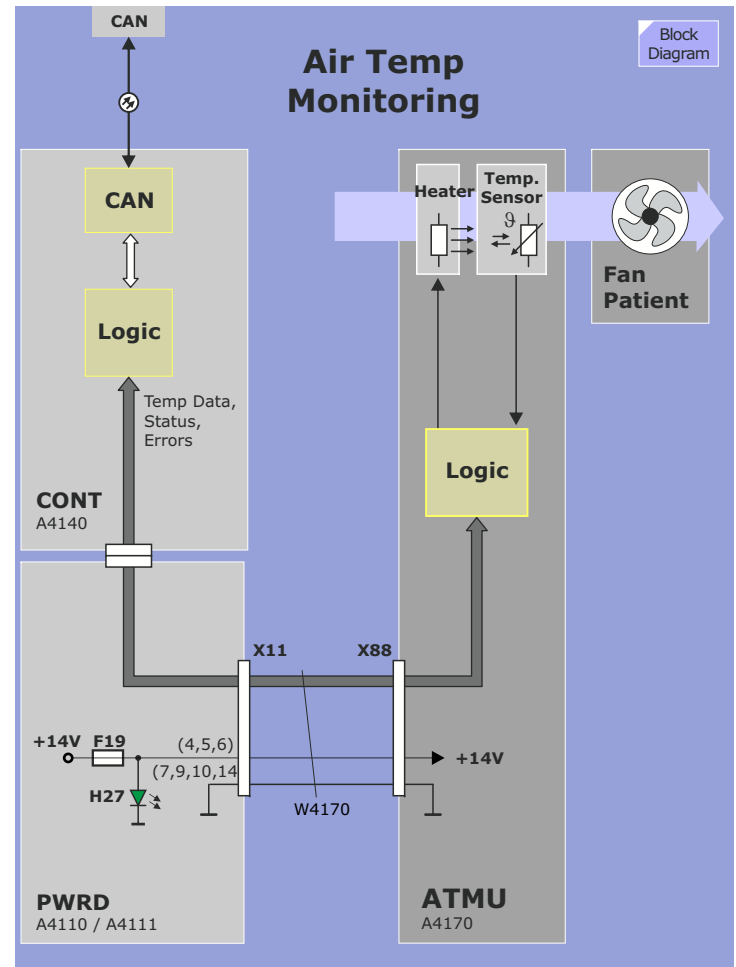 CAN
Block
Diagram
Air Temp
Monitoring
CAN
Logic
Temp Data,
Status,
Errors
CONT
A4140
Heater
Temp.
Sensor
ϑ
Fan
Patient
Logic
X11
X88
+14V
F19
(4,5,6)
+14V
(7,9,10,14
H27
W4170
PWRD
A4110 / A4111
ATMU
A4170